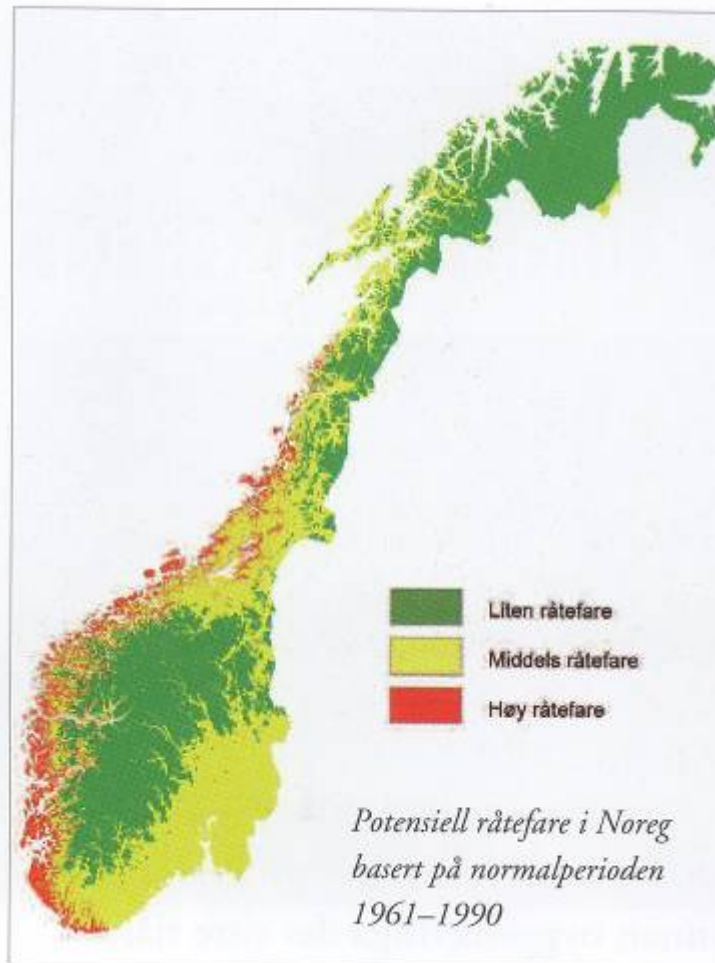 Liten råtefare
Middels råtefare
Høy råtefare
Potensiell råtefare i Noreg
basert på normalperioden
1961–1990